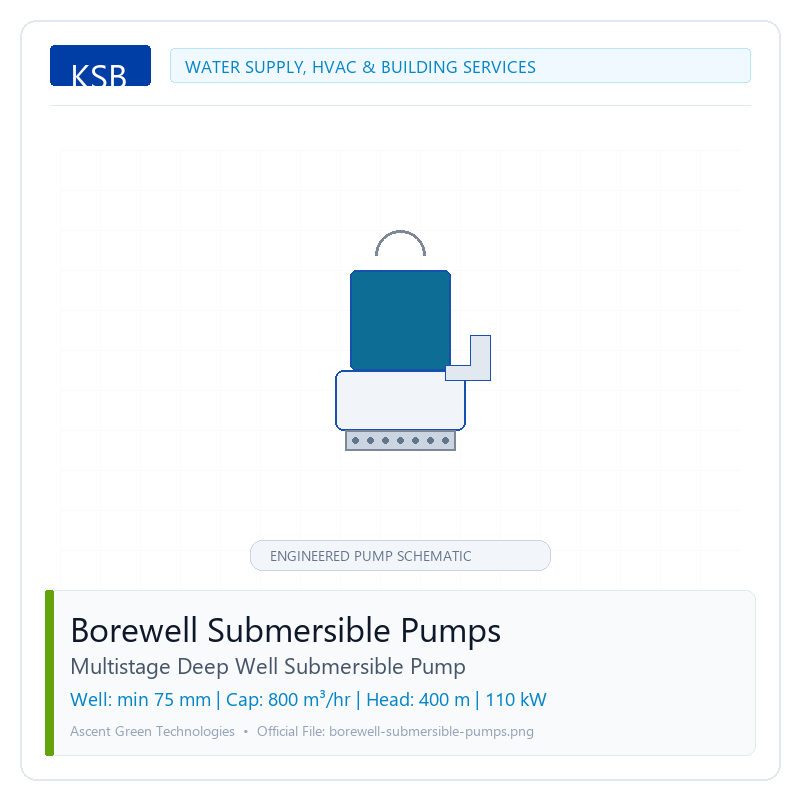 KSB
WATER SUPPLY, HVAC & BUILDING SERVICES
ENGINEERED PUMP SCHEMATIC
Borewell Submersible Pumps
Multistage Deep Well Submersible Pump
Well: min 75 mm | Cap: 800 m³/hr | Head: 400 m | 110 kW
Ascent Green Technologies • Official File: borewell-submersible-pumps.png